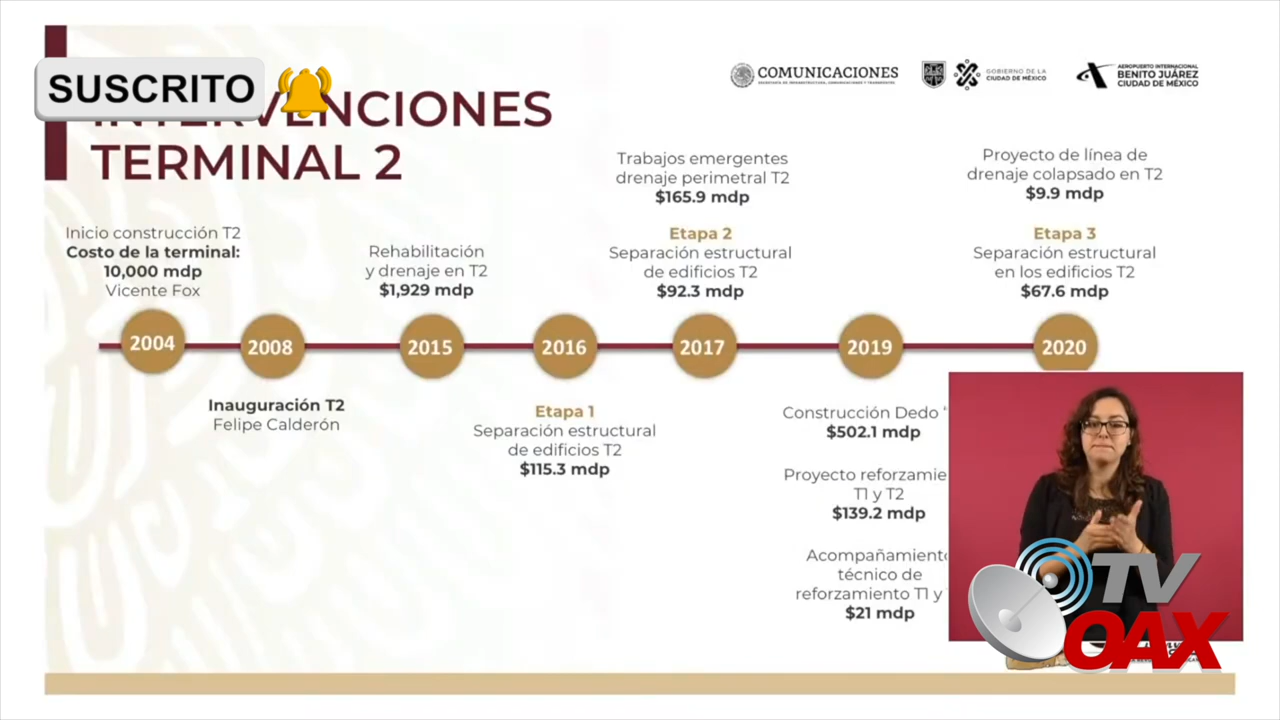 SUSCRITO
INTERVENCIONES
TERMINAL 2
COMUNICACIONES
SECRETARÍA DE INFRAESTRUCTURA, COMUNICACIONES Y TRANSPORTES
GOBIERNO DE LA
CIUDAD DE MÉXICO
AEROPUERTO INTERNACIONAL
BENITO JUÁREZ
CIUDAD DE MÉXICO
Inicio construcción T2
Costo de la terminal:
10,000 mdp
Vicente Fox
2004
2008
Inauguración T2
Felipe Calderón
Rehabilitación
y drenaje en T2
$1,929 mdp
2015
2016
Etapa 1
Separación estructural
de edificios T2
$115.3 mdp
Trabajos emergentes
drenaje perimetral T2
$165.9 mdp
Etapa 2
Separación estructural
de edificios T2
$92.3 mdp
2017
2019
Construcción Dedo
$502.1 mdp
Proyecto reforzamie
T1 y T2
$139.2 mdp
Acompañamiento
técnico de
reforzamiento T1 y
$21 mdp
Proyecto de línea de
drenaje colapsado en T2
$9.9 mdp
Etapa 3
Separación estructural
en los edificios T2
$67.6 mdp
2020
TV
OAX